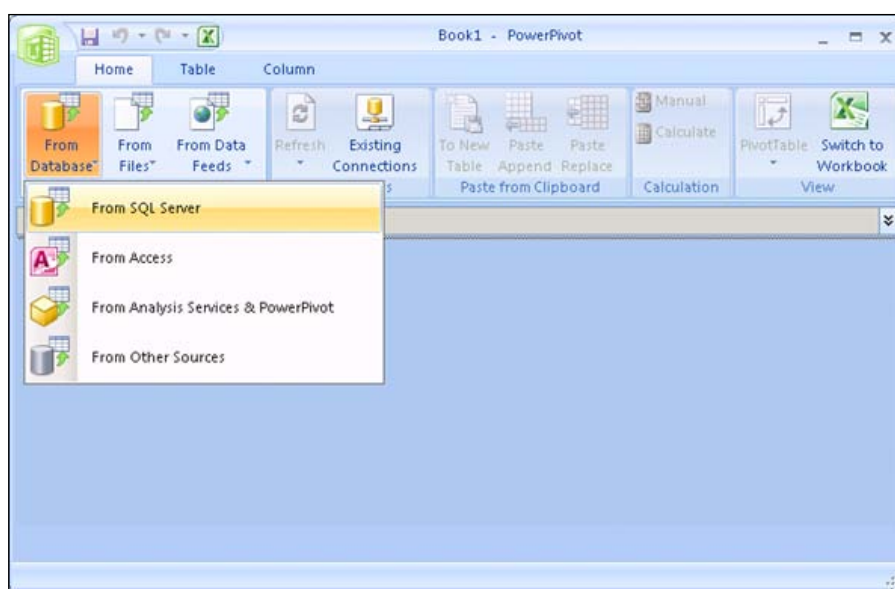 Book1 - PowerPivot
Home Table Column
From Database
From Files
From Data Feeds
Refresh
Existing Connections
To New Table
Paste Append
Paste Replace
Manual
Calculate
PivotTable
Switch to Workbook
s
Paste from Clipboard
Calculation
View
From SQL Server
From Access
From Analysis Services & PowerPivot
From Other Sources